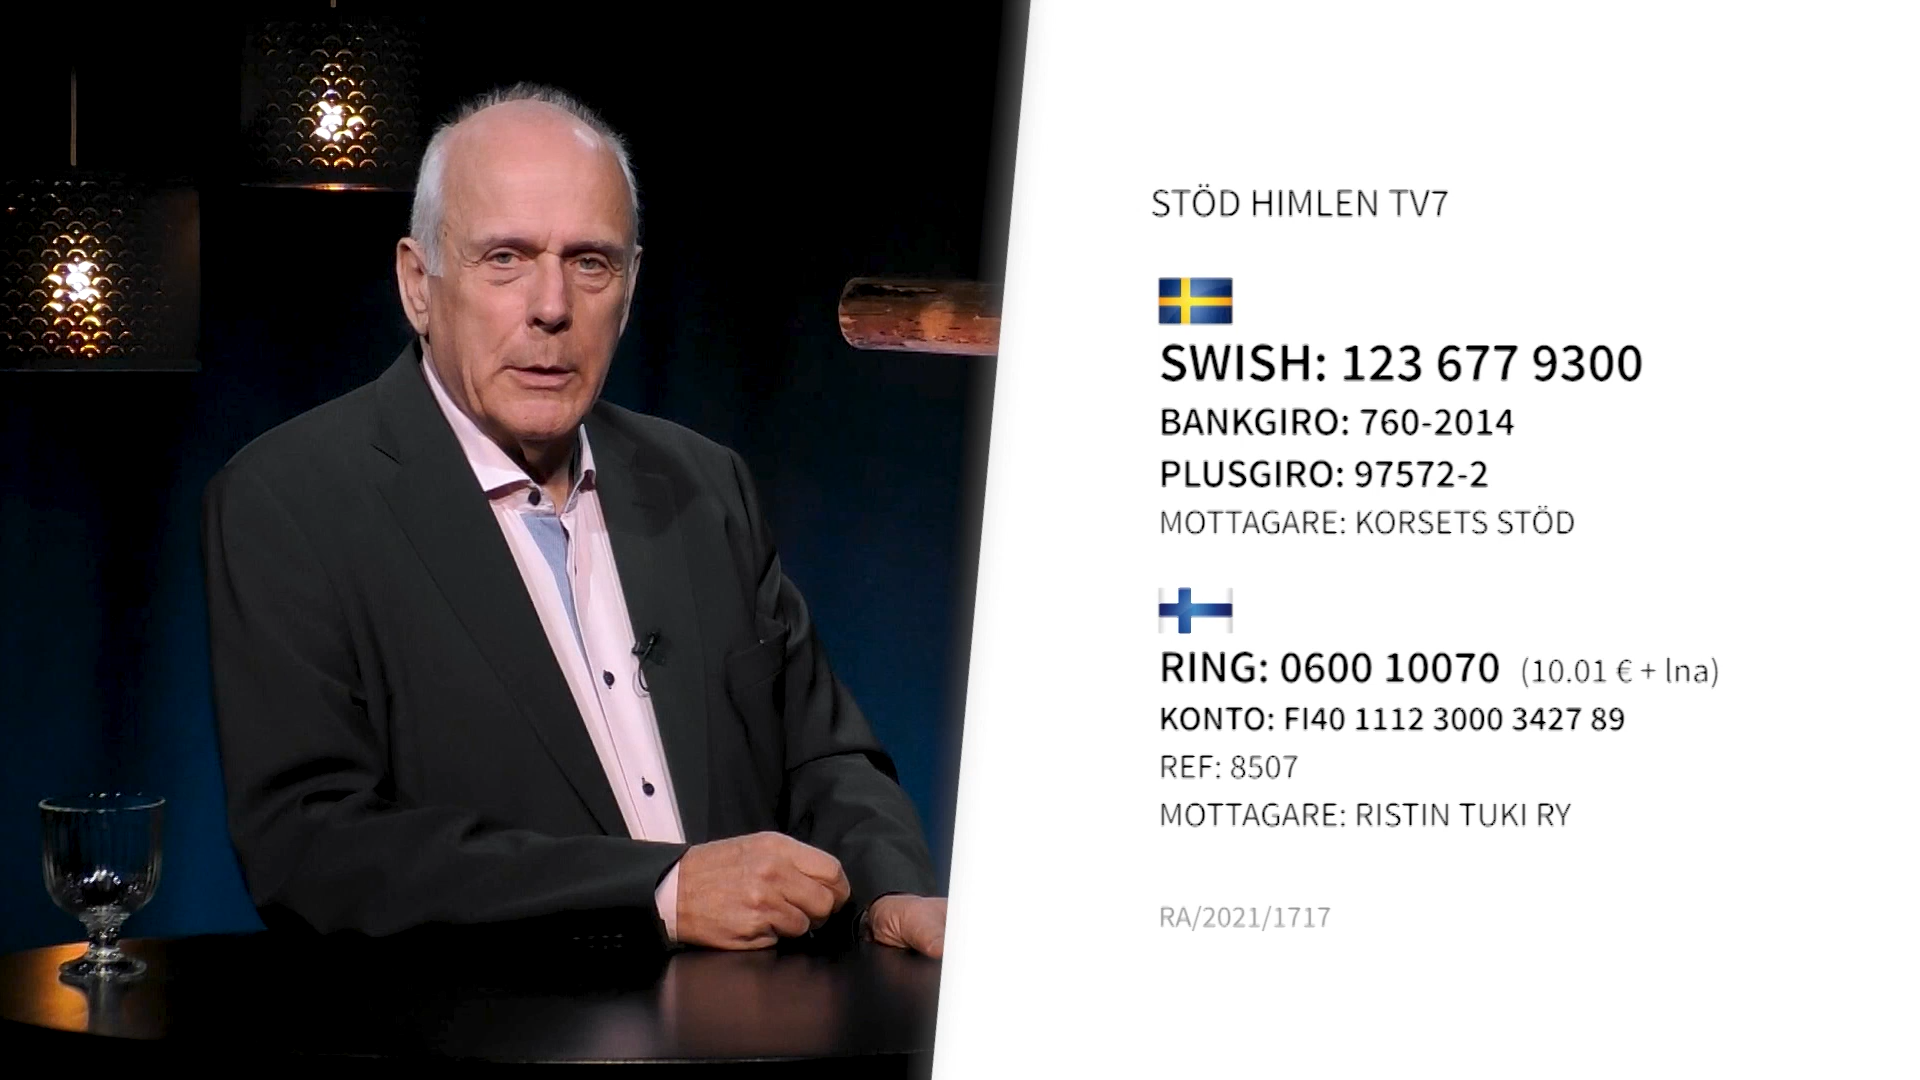 STÖD HIMLEN TV7
SWISH: 123 677 9300
BANKGIRO: 760-2014
PLUSGIRO: 97572-2
MOTTAGARE: KORSETS STÖD
RING: 0600 10070 (10.01 € + lna)
KONTO: FI40 1112 3000 3427 89
REF: 8507
MOTTAGARE: RISTIN TUKI RY
RA/2021/1717